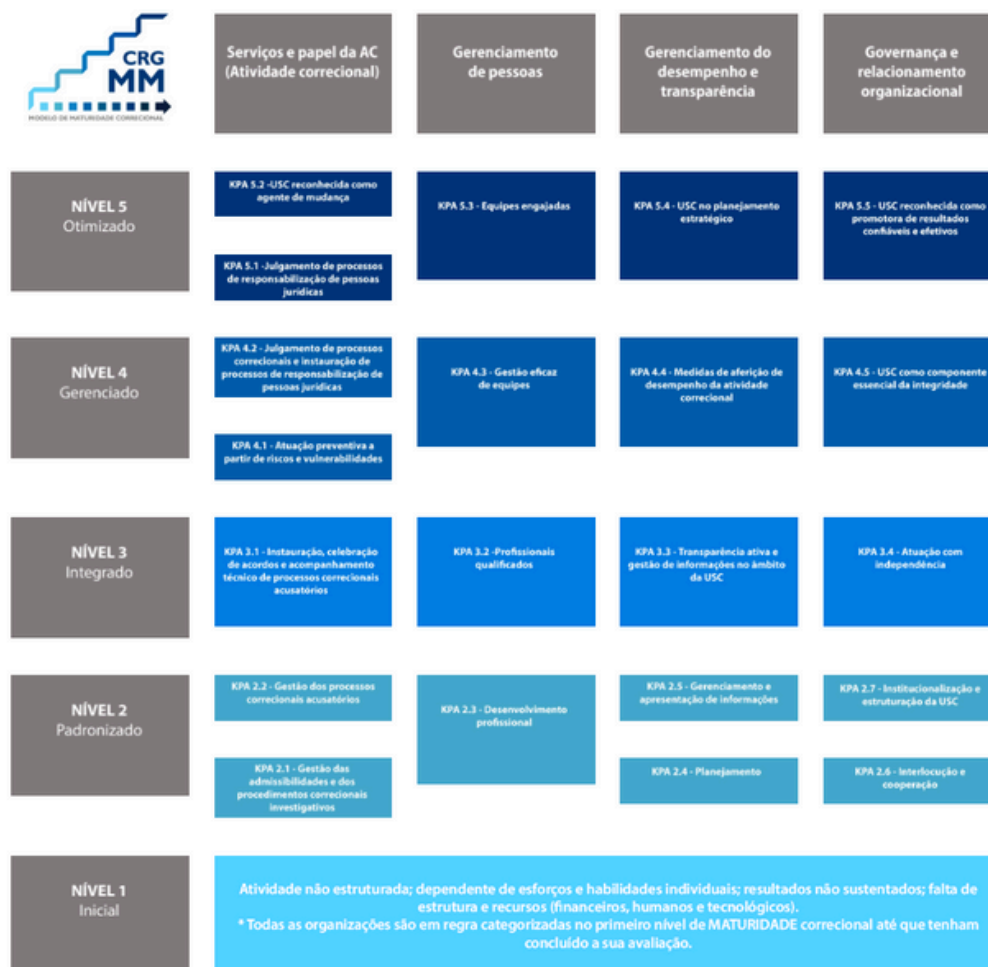 CRG
MM
MODELO DE MATURIDADE CORRECIONAL
Serviços e papel da AC
(Atividade correcional)
Gerenciamento
de pessoas
Gerenciamento do
desempenho e
transparência
Governança e
relacionamento
organizacional
NÍVEL 5
Otimizado
KPA 5.2 -USC reconhecida como
agente de mudança
KPA 5.1 -Julgamento de processos
de responsabilização de pessoas
jurídicas
KPA 5.3 - Equipes engajadas
KPA 5.4 - USC no planejamento
estratégico
KPA 5.5 - USC reconhecida como
promotora de resultados
confiáveis e efetivos
NÍVEL 4
Gerenciado
KPA 4.2 - Julgamento de processos
correcionais e instauração de
processos de responsabilização de
pessoas jurídicas
KPA 4.1 - Atuação preventiva a
partir de riscos e vulnerabilidades
KPA 4.3 - Gestão eficaz
de equipes
KPA 4.4 - Medidas de aferição de
desempenho da atividade
correcional
KPA 4.5 - USC como componente
essencial da integridade
NÍVEL 3
Integrado
KPA 3.1 - Instauração, celebração
de acordos e acompanhamento
técnico de processos correcionais
acusatórios
KPA 3.2 -Profissionais
qualificados
KPA 3.3 - Transparência ativa e
gestão de informações no âmbito
da USC
KPA 3.4 - Atuação com
independência
NÍVEL 2
Padronizado
KPA 2.2 - Gestão dos processos
correcionais acusatórios
KPA 2.1 - Gestão das
admissibilidades e dos
procedimentos correcionais
investigativos
KPA 2.3 - Desenvolvimento
profissional
KPA 2.5 - Gerenciamento e
apresentação de informações
KPA 2.4 - Planejamento
KPA 2.7 - Institucionalização e
estruturação da USC
KPA 2.6 - Interlocução e
cooperação
NÍVEL 1
Inicial
Atividade não estruturada; dependente de esforços e habilidades individuais; resultados não sustentados; falta de
estrutura e recursos (financeiros, humanos e tecnológicos).
* Todas as organizações são em regra categorizadas no primeiro nível de MATURIDADE correcional até que tenham
concluído a sua avaliação.